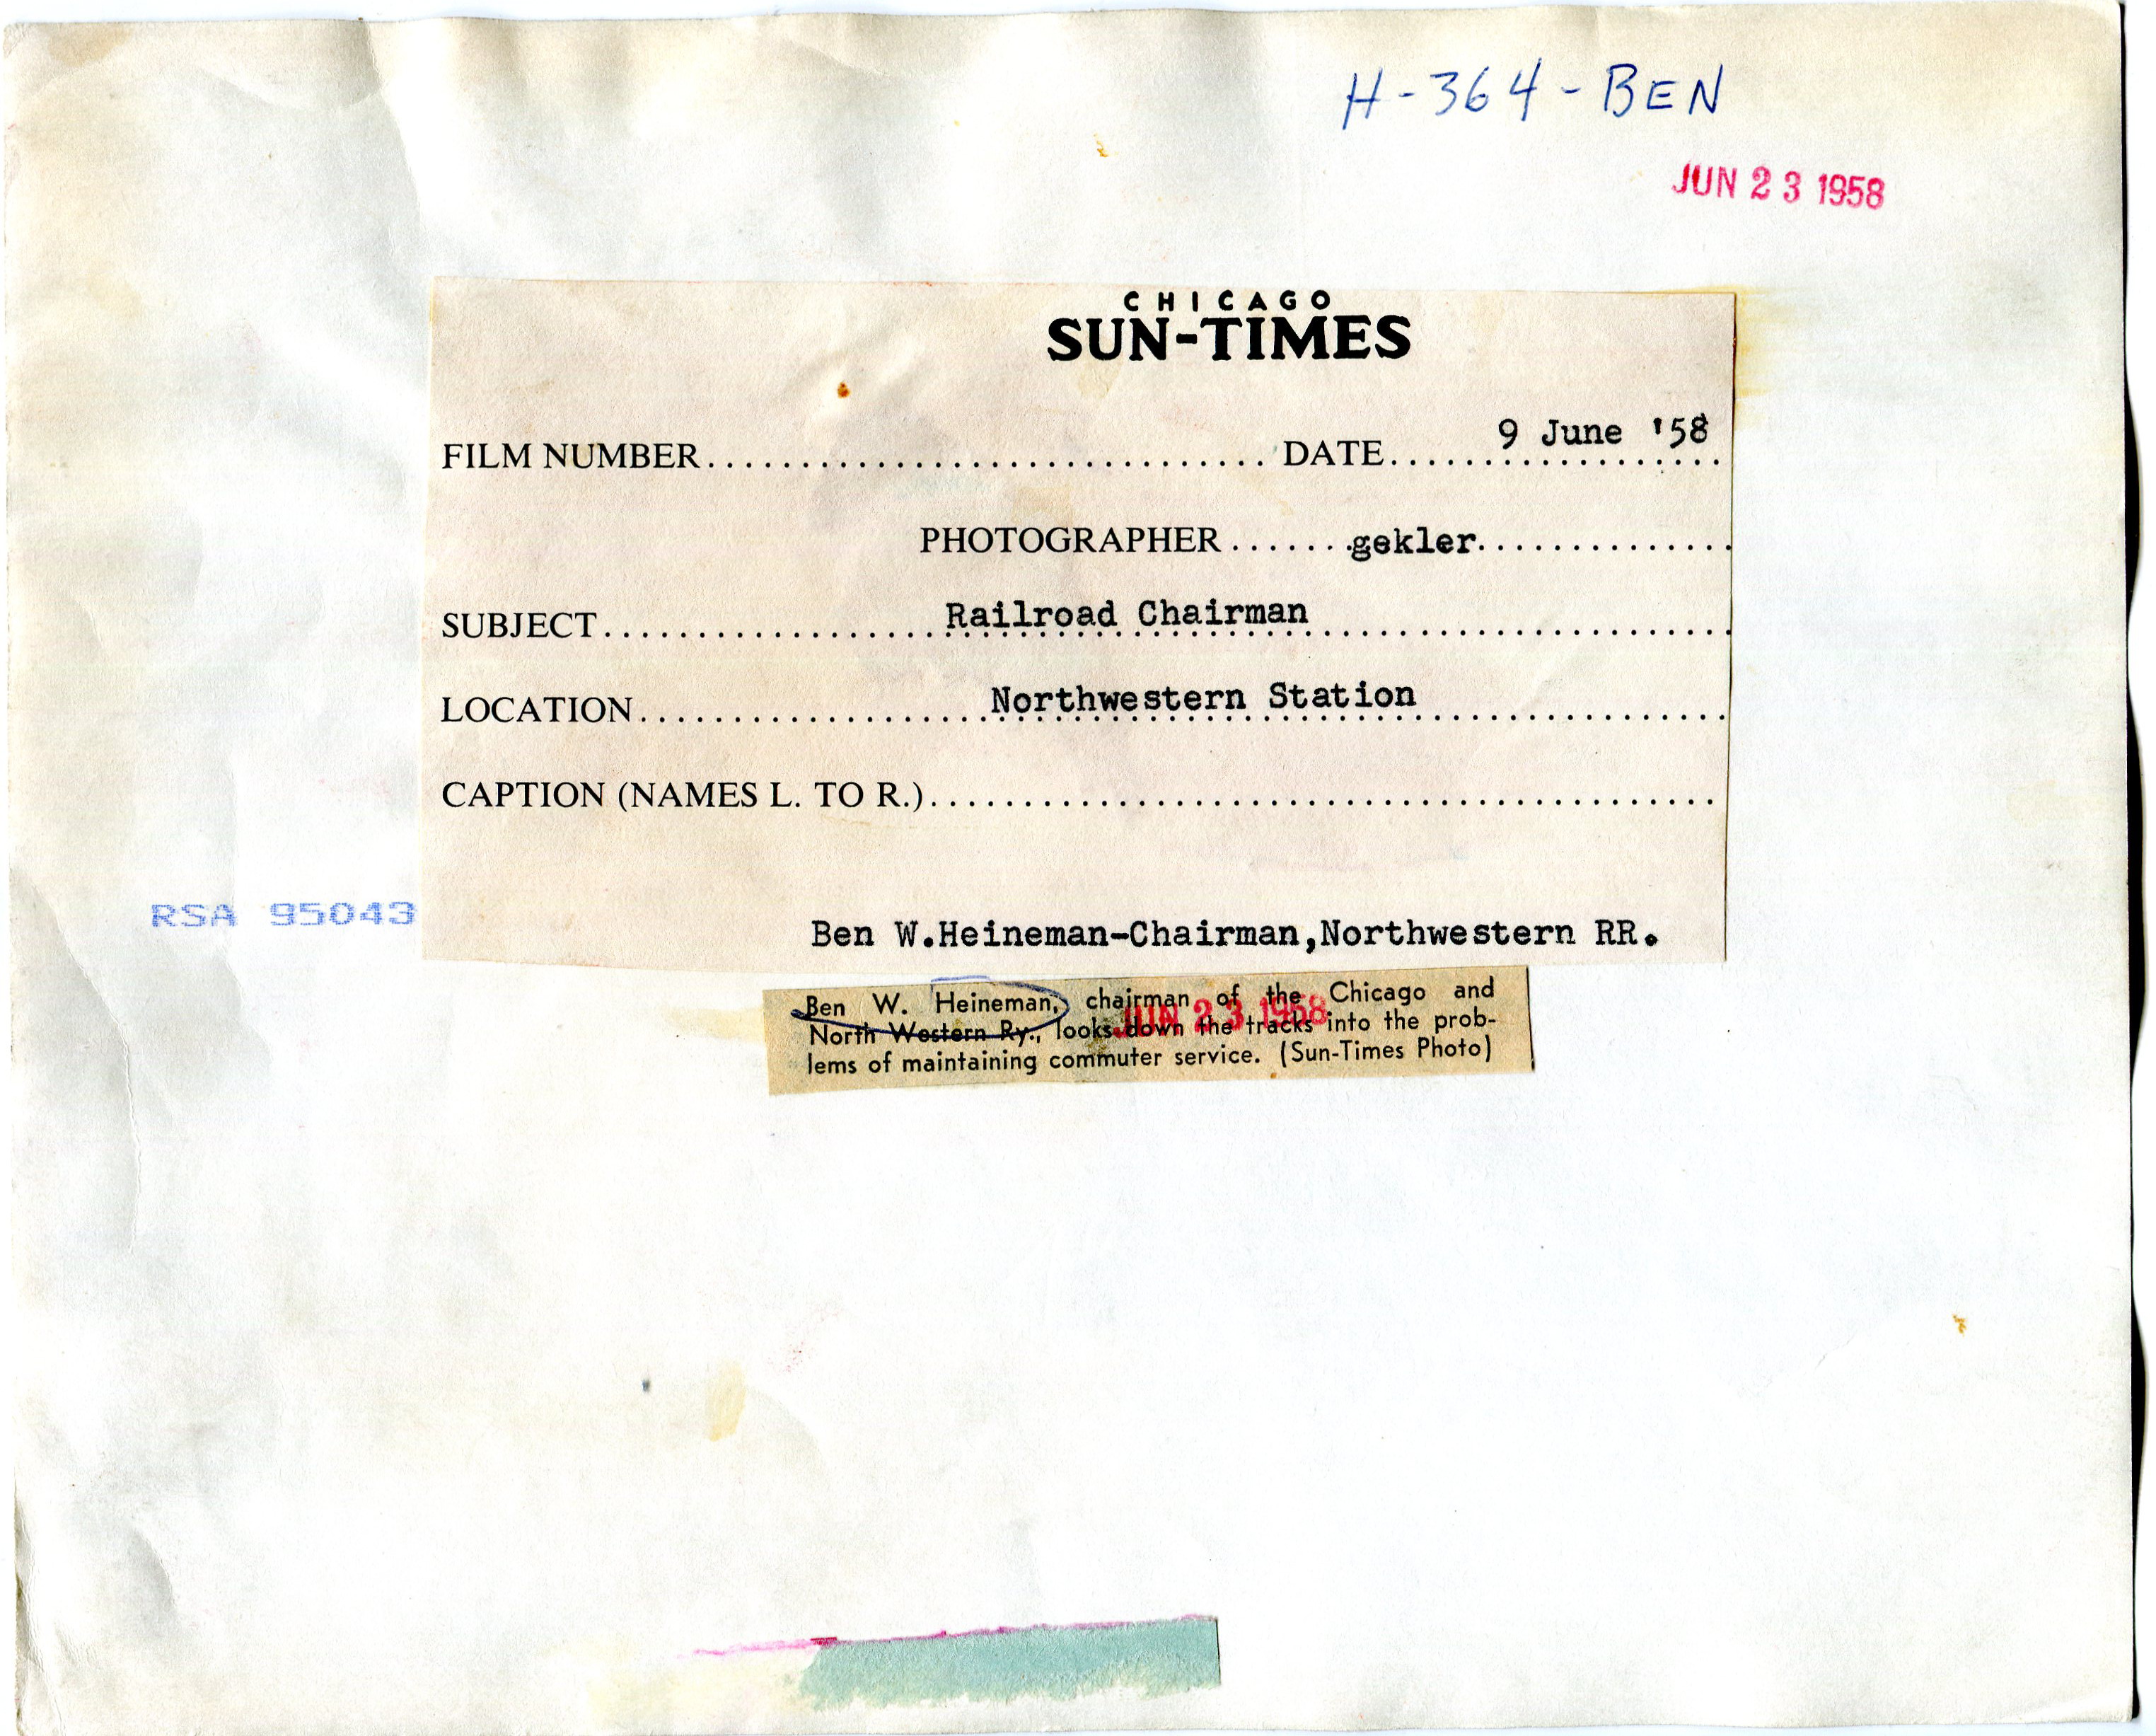 H-364-BEN
JUN 23 1958
CHICAGO
SUN-TIMES
FILM NUMBER.............................. DATE.................. 9 June '58
PHOTOGRAPHER.......gekler..............
SUBJECT.................. Railroad Chairman
LOCATION.................. Northwestern Station
CAPTION (NAMES L. TO R.)..........................................
RSA 95043
Ben W.Heineman-Chairman,Northwestern RR.
Ben W. Heineman, chairman of the Chicago and
North Western Ry., looks down the tracks into the prob-
lems of maintaining commuter service. (Sun-Times Photo)
JUN 23 1958